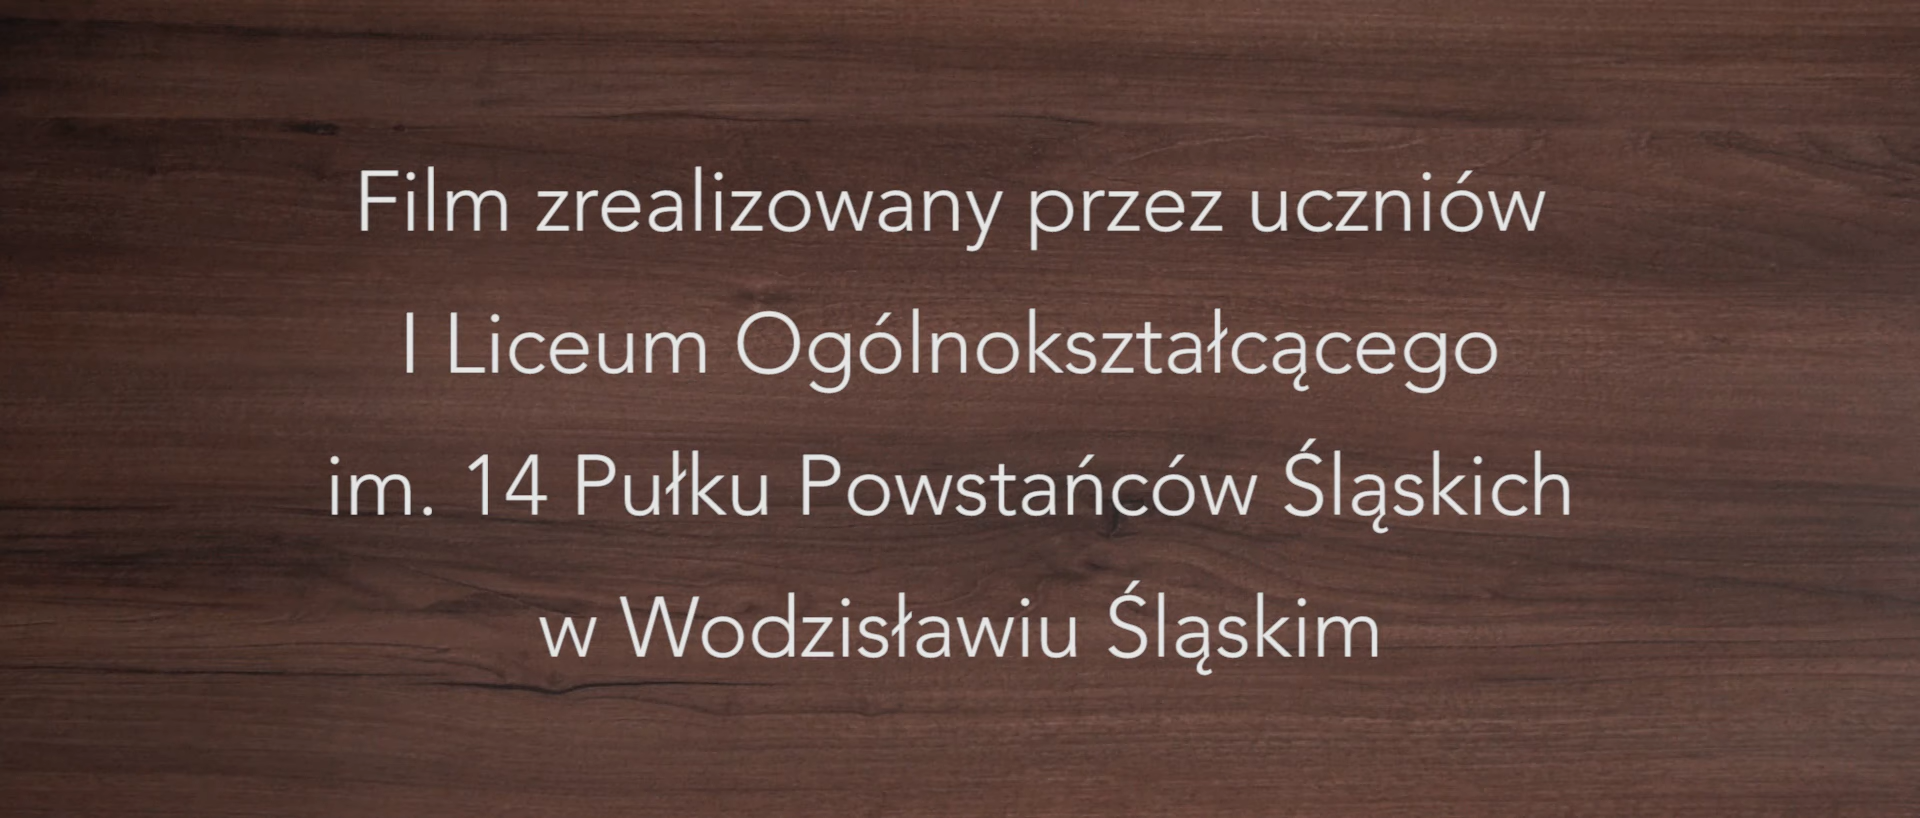 Film zrealizowany przez uczniów
I Liceum Ogólnokształcącego
im. 14 Pułku Powstańców Śląskich
w Wodzisławiu Śląskim